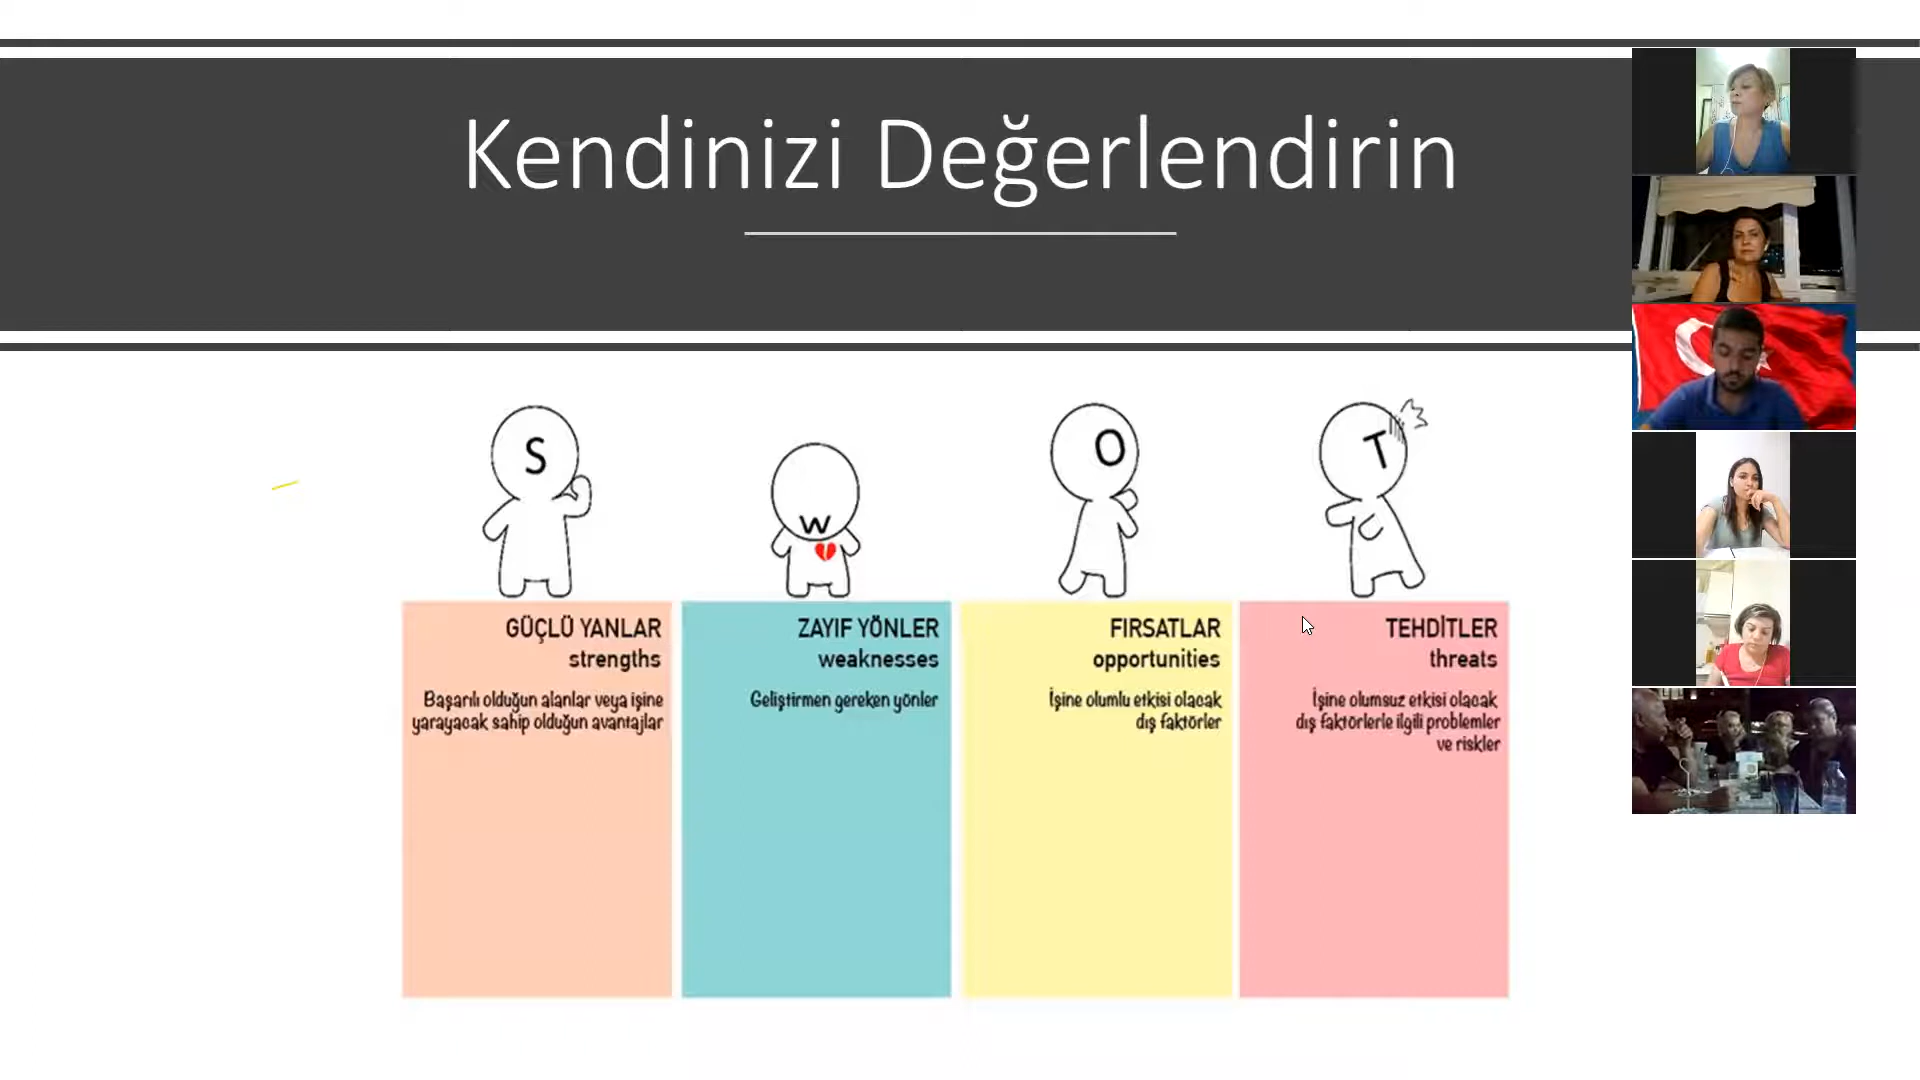 Kendinizi Değerlendirin
S
W
O
T
GÜÇLÜ YANLAR
strengths
Başarılı olduğun alanlar veya işine
yarayacak sahip olduğun avantajlar
ZAYIF YÖNLER
weaknesses
Geliştirmen gereken yönler
FIRSATLAR
opportunities
İşine olumlu etkisi olacak
dış faktörler
TEHDİTLER
threats
İşine olumsuz etkisi olacak
dış faktörlerle ilgili problemler
ve riskler